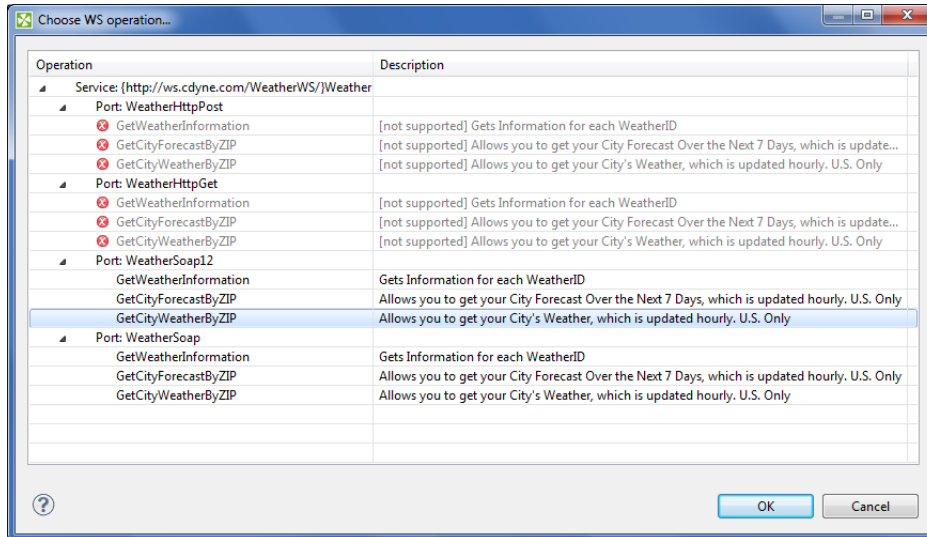 Choose WS operation...
Operation Description
Service: {http://ws.cdyne.com/WeatherWS/}Weather
Port: WeatherHttpPost
GetWeatherInformation [not supported] Gets Information for each WeatherID
GetCityForecastByZIP [not supported] Allows you to get your City Forecast Over the Next 7 Days, which is update...
GetCityWeatherByZIP [not supported] Allows you to get your City's Weather, which is updated hourly. U.S. Only
Port: WeatherHttpGet
GetWeatherInformation [not supported] Gets Information for each WeatherID
GetCityForecastByZIP [not supported] Allows you to get your City Forecast Over the Next 7 Days, which is update...
GetCityWeatherByZIP [not supported] Allows you to get your City's Weather, which is updated hourly. U.S. Only
Port: WeatherSoap12
GetWeatherInformation Gets Information for each WeatherID
GetCityForecastByZIP Allows you to get your City Forecast Over the Next 7 Days, which is updated hourly. U.S. Only
GetCityWeatherByZIP Allows you to get your City's Weather, which is updated hourly. U.S. Only
Port: WeatherSoap
GetWeatherInformation Gets Information for each WeatherID
GetCityForecastByZIP Allows you to get your City Forecast Over the Next 7 Days, which is updated hourly. U.S. Only
GetCityWeatherByZIP Allows you to get your City's Weather, which is updated hourly. U.S. Only
? OK Cancel